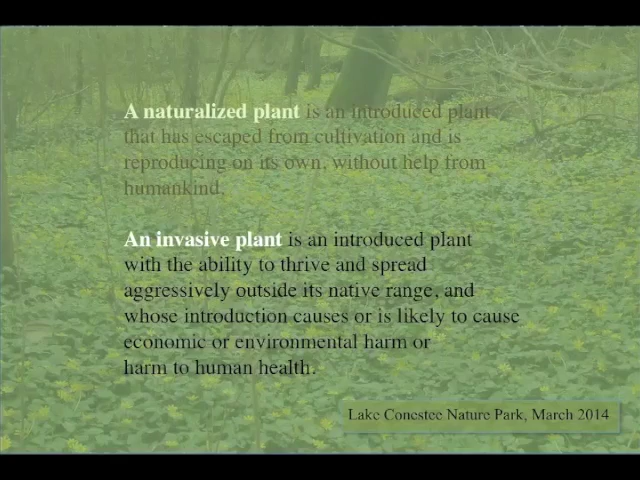 A naturalized plant is an introduced plant
that has escaped from cultivation and is
reproducing on its own, without help from
humankind.
An invasive plant is an introduced plant
with the ability to thrive and spread
aggressively outside its native range, and
whose introduction causes or is likely to cause
economic or environmental harm or
harm to human health.
Lake Conestee Nature Park, March 2014